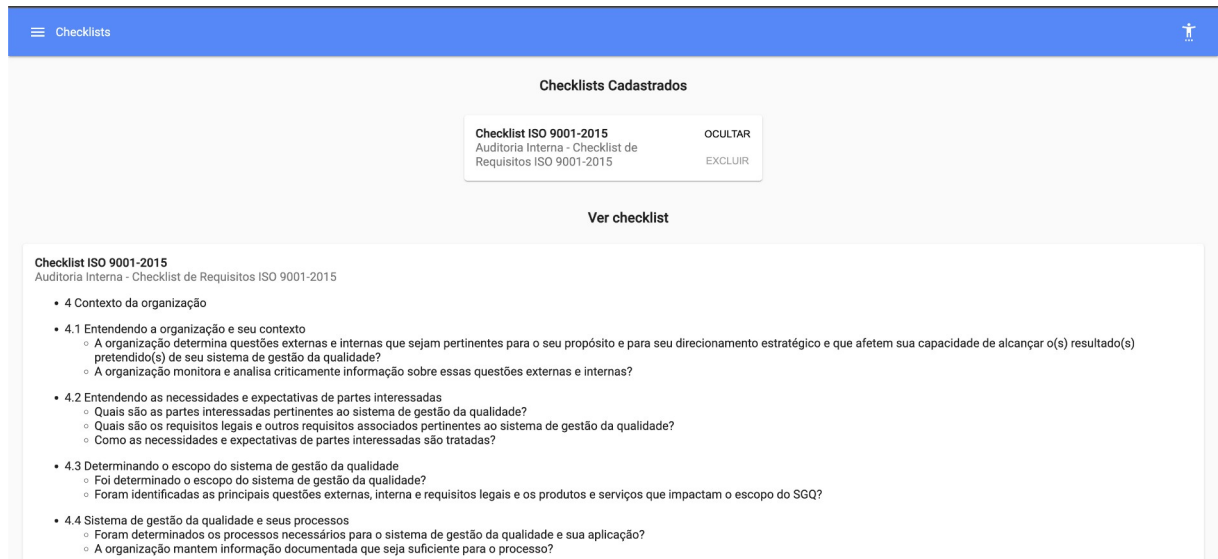 Checklists
Checklists Cadastrados
Checklist ISO 9001-2015
OCULTAR
Auditoria Interna - Checklist de
Requisitos ISO 9001-2015
EXCLUIR
Ver checklist
Checklist ISO 9001-2015
Auditoria Interna - Checklist de Requisitos ISO 9001-2015
• 4 Contexto da organização
• 4.1 Entendendo a organização e seu contexto
◦ A organização determina questões externas e internas que sejam pertinentes para o seu propósito e para seu direcionamento estratégico e que afetem sua capacidade de alcançar o(s) resultado(s)
pretendido(s) de seu sistema de gestão da qualidade?
◦ A organização monitora e analisa criticamente informação sobre essas questões externas e internas?
• 4.2 Entendendo as necessidades e expectativas de partes interessadas
◦ Quais são as partes interessadas pertinentes ao sistema de gestão da qualidade?
◦ Quais são os requisitos legais e outros requisitos associados pertinentes ao sistema de gestão da qualidade?
◦ Como as necessidades e expectativas de partes interessadas são tratadas?
• 4.3 Determinando o escopo do sistema de gestão da qualidade
◦ Foi determinado o escopo do sistema de gestão da qualidade?
◦ Foram identificadas as principais questões externas, interna e requisitos legais e os produtos e serviços que impactam o escopo do SGQ?
• 4.4 Sistema de gestão da qualidade e seus processos
◦ Foram determinados os processos necessários para o sistema de gestão da qualidade e sua aplicação?
◦ A organização mantem informação documentada que seja suficiente para o processo?